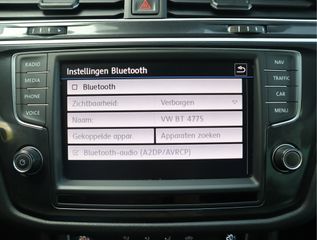 Instellingen Bluetooth
Bluetooth
Zichtbaarheid: Verborgen
Naam: VW BT 4775
Gekoppelde appar. Apparaten zoeken
Bluetooth-audio (A2DP/AVRCP)
RADIO
MEDIA
PHONE
VOICE
NAV
TRAFFIC
CAR
MENU